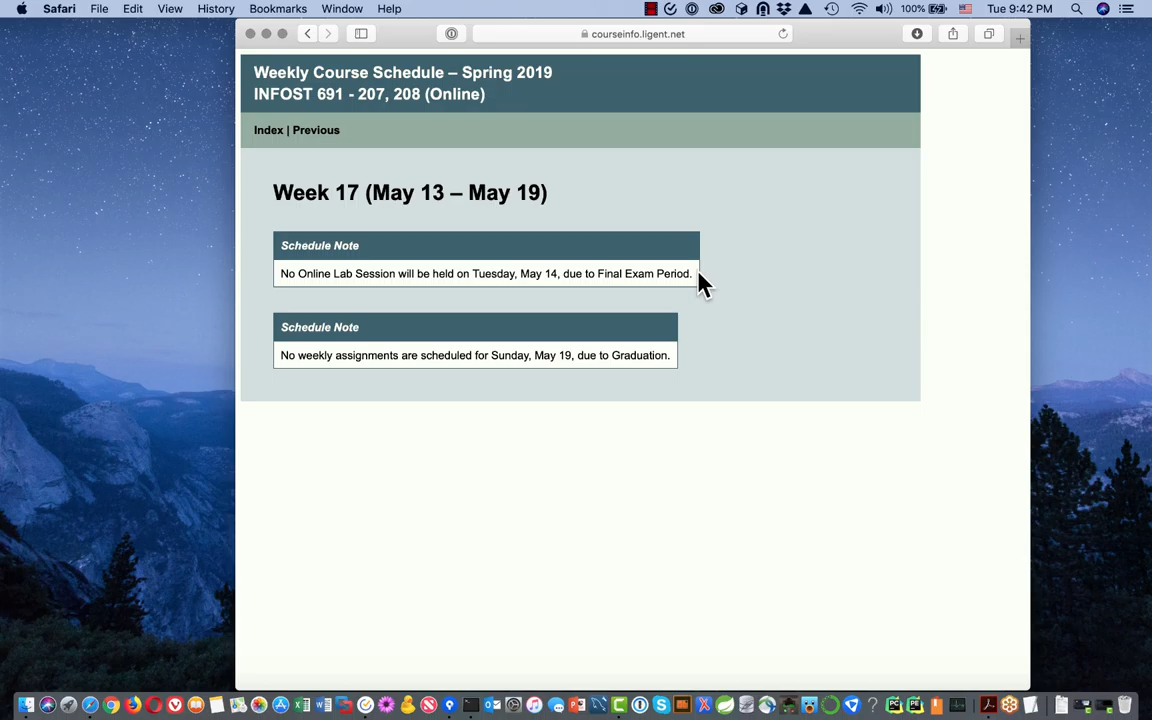 Safari File Edit View History Bookmarks Window Help 100% Tue 9:42 PM
courseinfo.ligent.net
Weekly Course Schedule – Spring 2019
INFOST 691 - 207, 208 (Online)
Index | Previous
Week 17 (May 13 – May 19)
Schedule Note
No Online Lab Session will be held on Tuesday, May 14, due to Final Exam Period.
Schedule Note
No weekly assignments are scheduled for Sunday, May 19, due to Graduation.